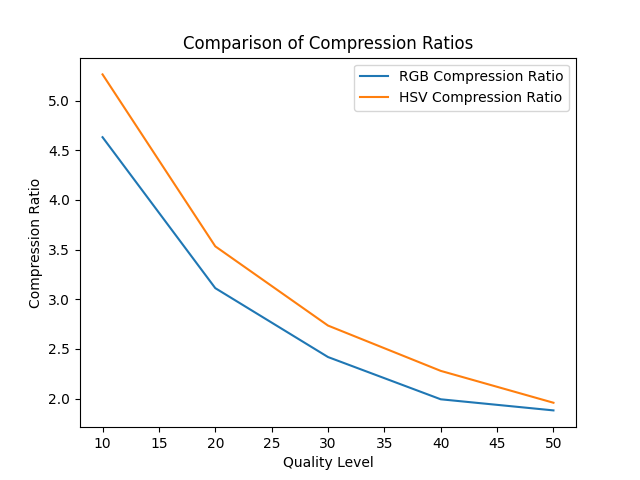 Comparison of Compression Ratios
RGB Compression Ratio
HSV Compression Ratio
Compression Ratio
5.0
4.5
4.0
3.5
3.0
2.5
2.0
10 15 20 25 30 35 40 45 50
Quality Level